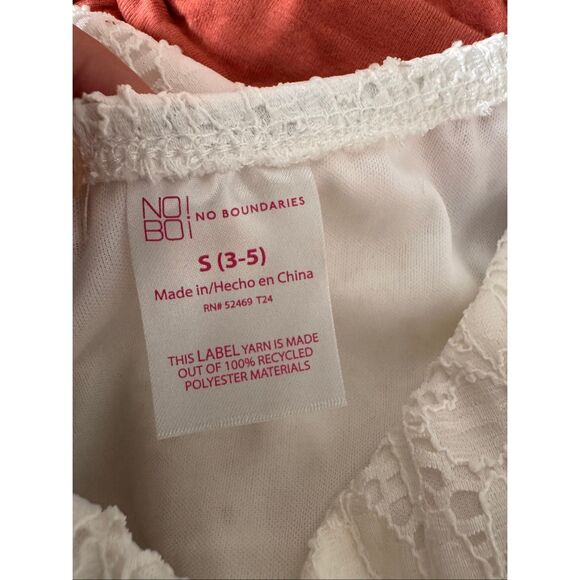 NO!
BO!
NO BOUNDARIES
S (3-5)
Made in/Hecho en China
RN# 52469 T24
THIS LABEL YARN IS MADE
OUT OF 100% RECYCLED
POLYESTER MATERIALS